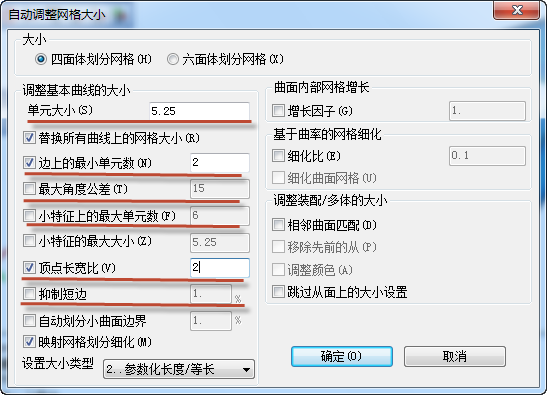 自动调整网格大小
大小
四面体划分网格(H) 六面体划分网格(X)
调整基本曲线的大小
单元大小(S) 5.25
替换所有曲线上的网格大小(R)
边上的最小单元数(N) 2
最大角度公差(T) 15
小特征上的最大单元数(F) 6
小特征的最大大小(Z) 5.25
顶点长宽比(V) 2
抑制短边 1. %
自动划分小曲面边界 1. %
映射网格划分细化(M)
设置大小类型 2..参数化长度/等长
曲面内部网格增长
增长因子(G) 1.
基于曲率的网格细化
细化比(E) 0.1
细化曲面网格(U)
调整装配/多体的大小
相邻曲面匹配(D)
移除先前的从(P)
调整颜色(A)
跳过从面上的大小设置
确定(O) 取消